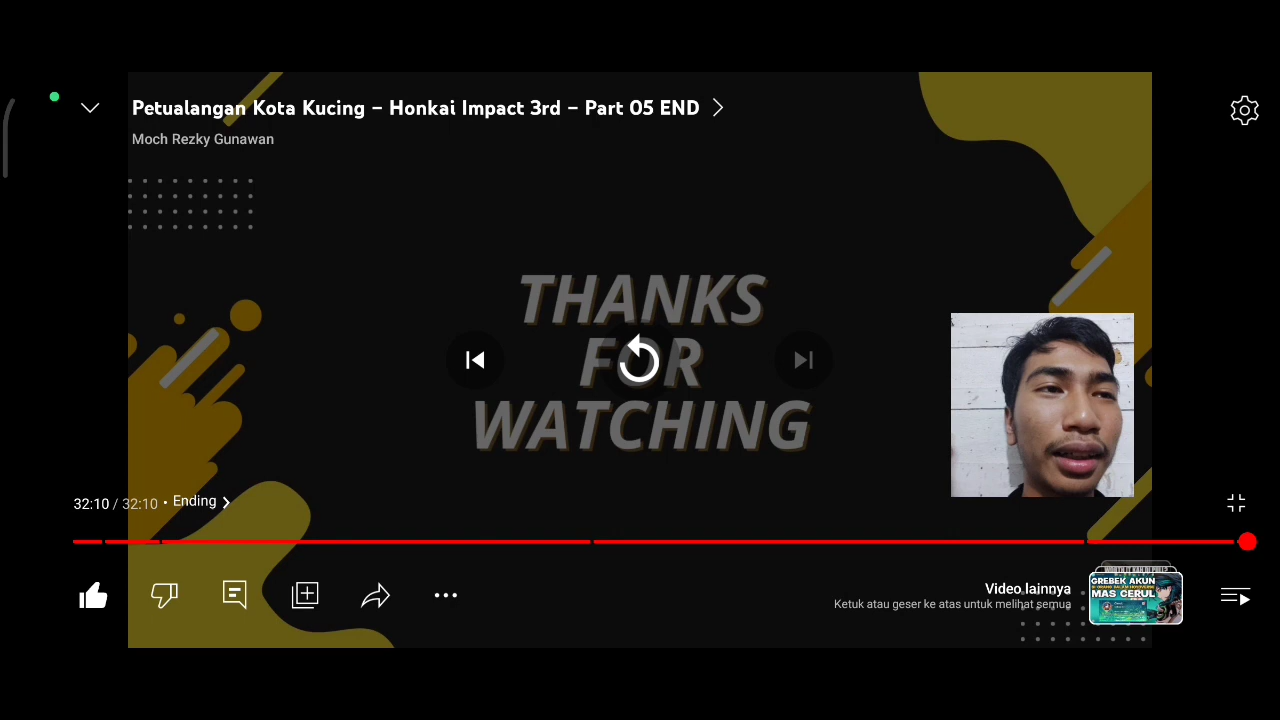 Petualangan Kota Kucing – Honkai Impact 3rd – Part 05 END
Moch Rezky Gunawan
THANKS
FOR
WATCHING
32:10 / 32:10 • Ending
Video lainnya
Ketuk atau geser ke atas untuk melihat semua
GREBEK AKUN
MAS CERUL